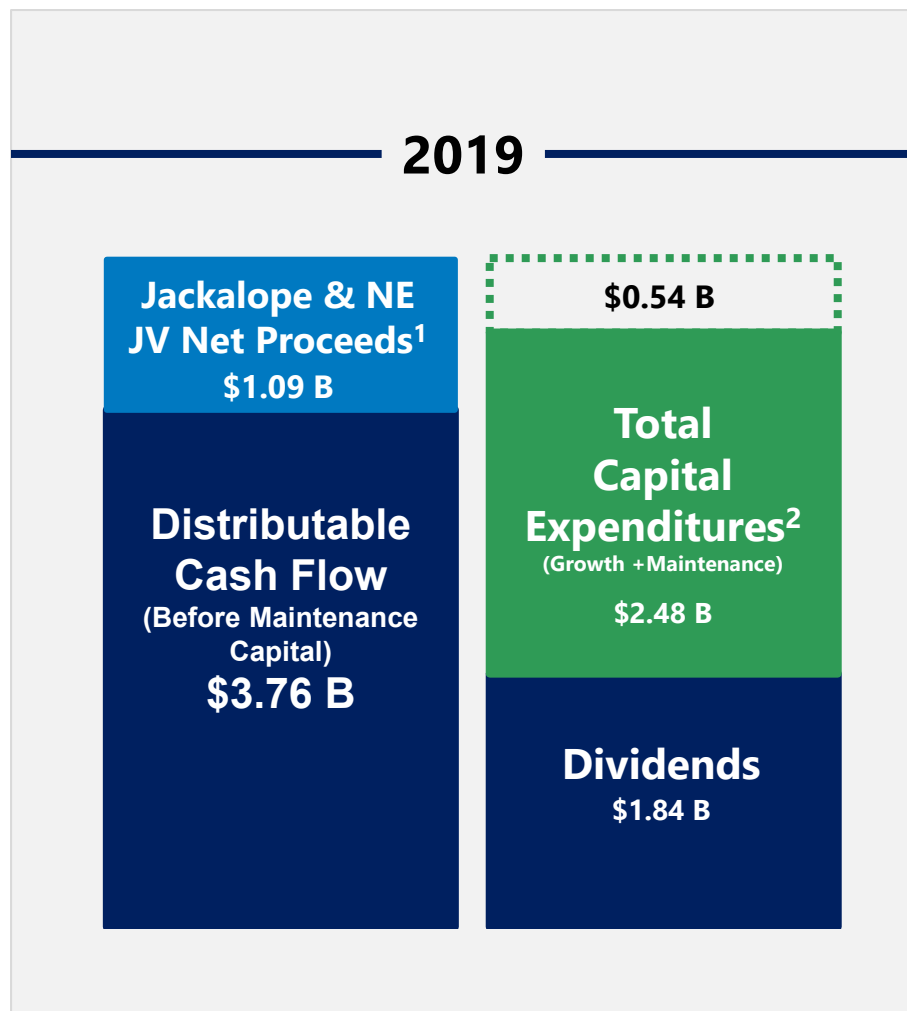 2019
Jackalope & NE
JV Net Proceeds¹
$1.09 B
Distributable
Cash Flow
(Before Maintenance
Capital)
$3.76 B
$0.54 B
Total
Capital
Expenditures²
(Growth +Maintenance)
$2.48 B
Dividends
$1.84 B